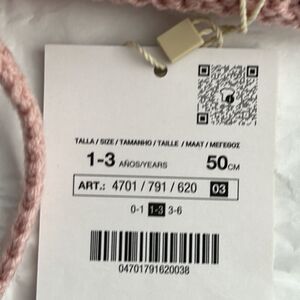 TALLA / SIZE / TAMANHO / TAILLE / MAAT / ΜΕΓΕΘΟΣ
1-3 AÑOS/YEARS 50CM
ART.: 4701 / 791 / 620 03
0-1 1-3 3-6
04701791620038